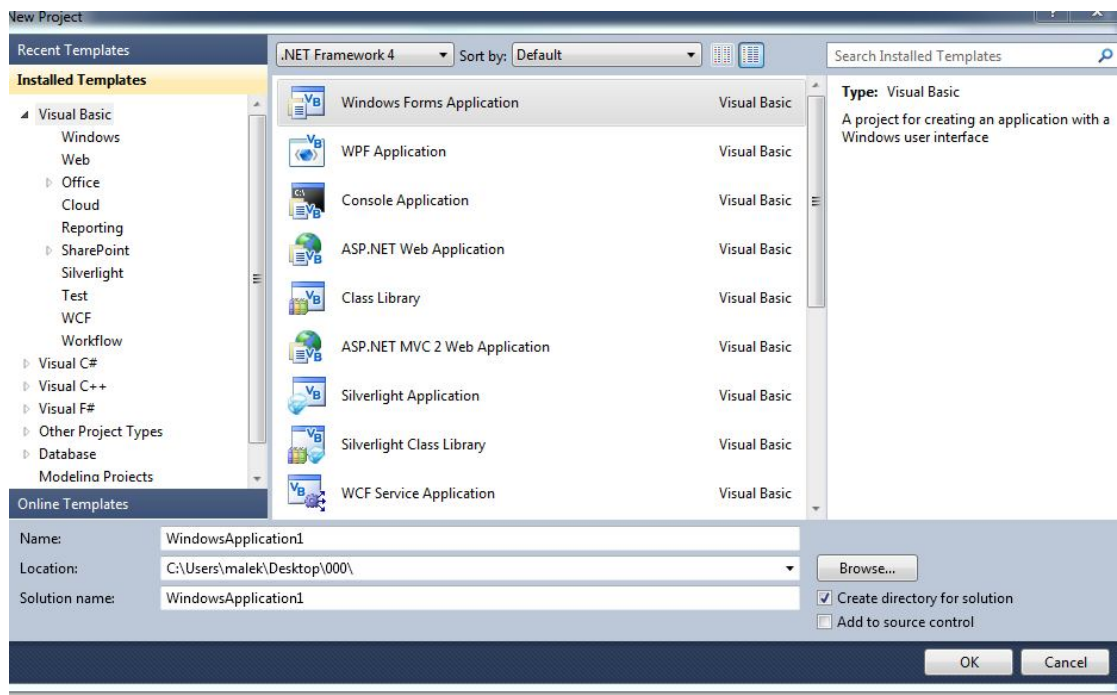 New Project
Recent Templates
Installed Templates
Visual Basic
Windows
Web
Office
Cloud
Reporting
SharePoint
Silverlight
Test
WCF
Workflow
Visual C#
Visual C++
Visual F#
Other Project Types
Database
Modeling Projects
Online Templates
.NET Framework 4 Sort by: Default
Windows Forms Application Visual Basic
WPF Application Visual Basic
Console Application Visual Basic
ASP.NET Web Application Visual Basic
Class Library Visual Basic
ASP.NET MVC 2 Web Application Visual Basic
Silverlight Application Visual Basic
Silverlight Class Library Visual Basic
WCF Service Application Visual Basic
Search Installed Templates
Type: Visual Basic
A project for creating an application with a
Windows user interface
Name: WindowsApplication1
Location: C:\Users\malek\Desktop\000\ Browse...
Solution name: WindowsApplication1
Create directory for solution
Add to source control
OK Cancel